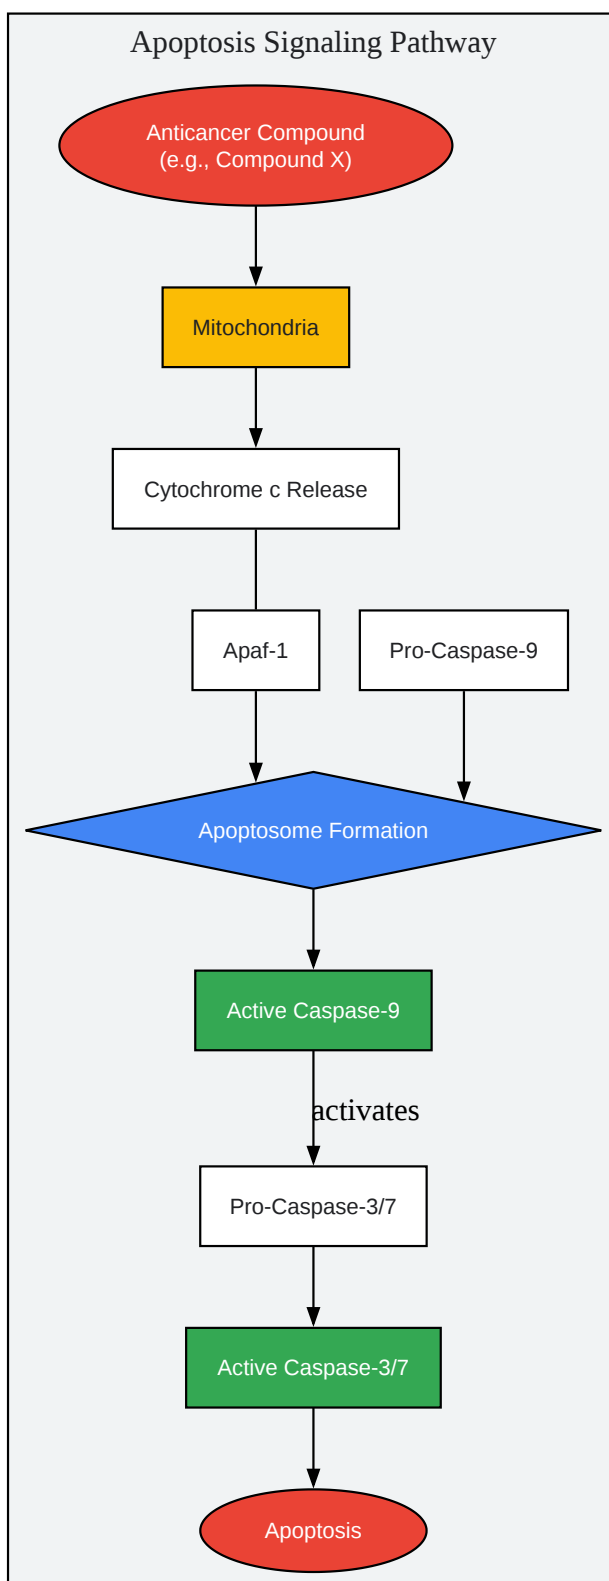 Apoptosis Signaling Pathway
Anticancer Compound
(e.g., Compound X)
Mitochondria
Cytochrome c Release
Apaf-1
Pro-Caspase-9
Apoptosome Formation
Active Caspase-9
activates
Pro-Caspase-3/7
Active Caspase-3/7
Apoptosis